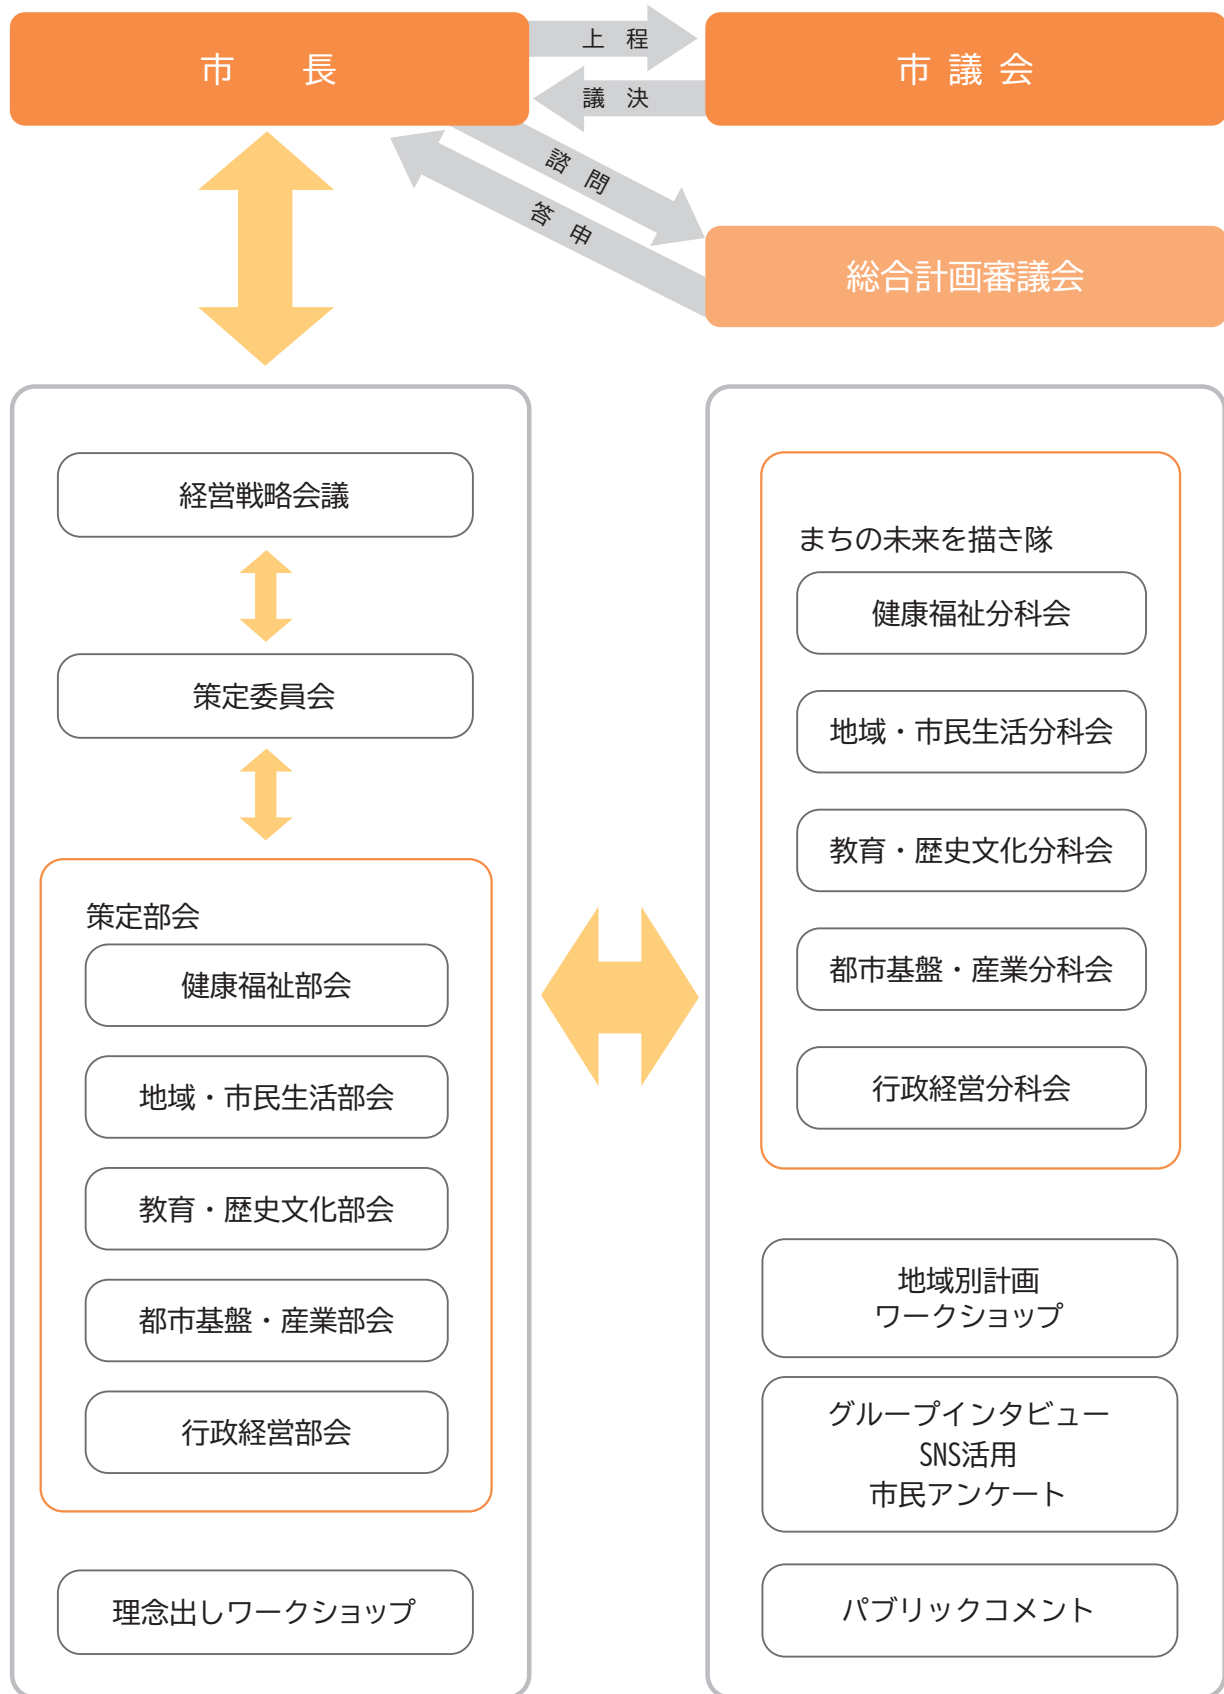 市長
上程
市議会
議決
諮問
答申
総合計画審議会
経営戦略会議
策定委員会
策定部会
健康福祉部会
地域・市民生活部会
教育・歴史文化部会
都市基盤・産業部会
行政経営部会
理念出しワークショップ
まちの未来を描き隊
健康福祉分科会
地域・市民生活分科会
教育・歴史文化分科会
都市基盤・産業分科会
行政経営分科会
地域別計画
ワークショップ
グループインタビュー
SNS活用
市民アンケート
パブリックコメント